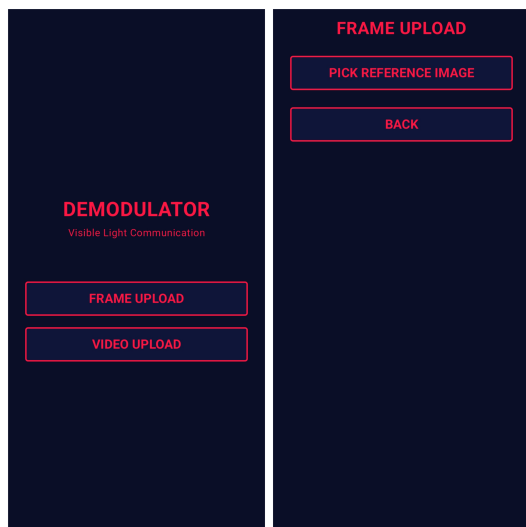 DEMODULATOR
Visible Light Communication
FRAME UPLOAD
VIDEO UPLOAD
FRAME UPLOAD
PICK REFERENCE IMAGE
BACK